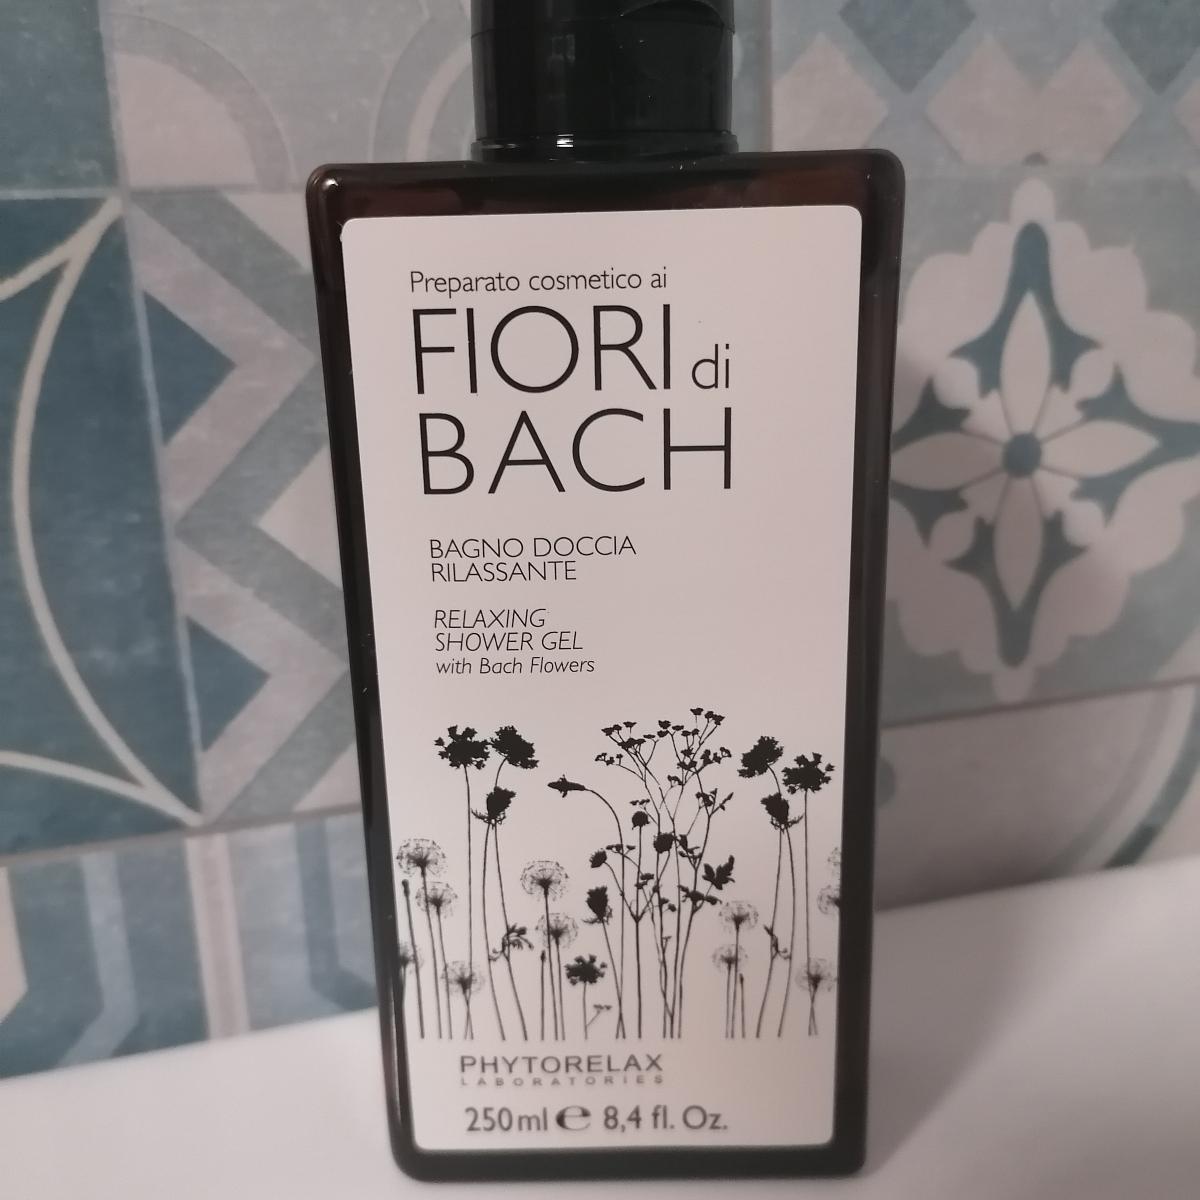 Preparato cosmetico ai
FIORI di
BACH
BAGNO DOCCIA
RILASSANTE
RELAXING
SHOWER GEL
with Bach Flowers
PHYTORELAX
LABORATORIES
250ml ℮ 8,4 fl. Oz.